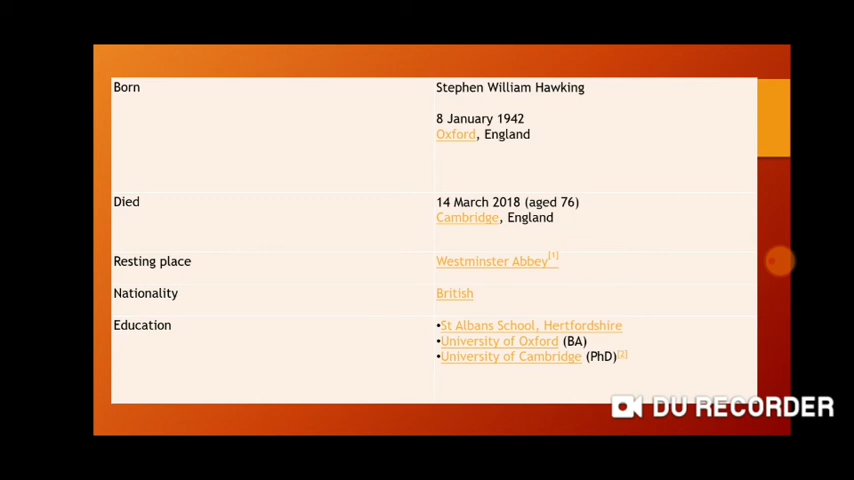 Born
Stephen William Hawking
8 January 1942
Oxford, England
Died
14 March 2018 (aged 76)
Cambridge, England
Resting place
Westminster Abbey[1]
Nationality
British
Education
•St Albans School, Hertfordshire
•University of Oxford (BA)
•University of Cambridge (PhD)[2]
DU RECORDER